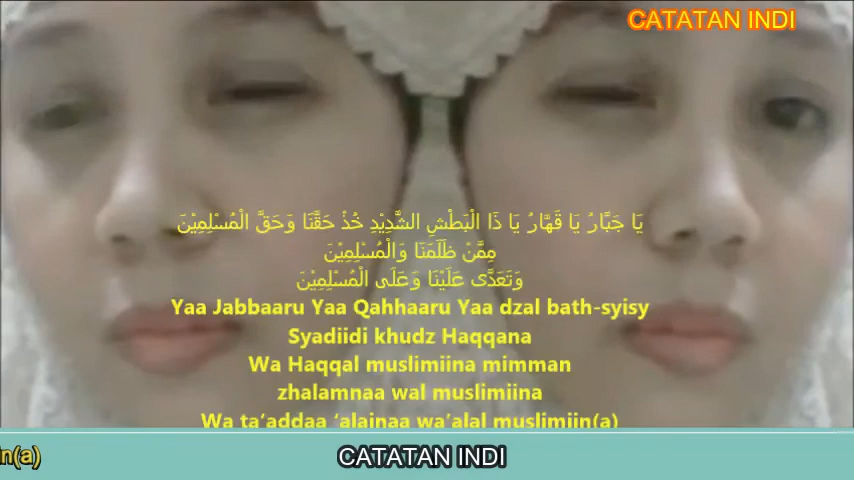 CATATAN INDI
يَا جَبَّارُ يَا قَهَّارُ يَا ذَا الْبَطْشِ الشَّدِيْدِ خُذْ حَقَّنَا وَحَقَّ الْمُسْلِمِيْنَ
مِمَّنْ ظَلَمَنَا وَالْمُسْلِمِيْنَ
وَتَعَدَّى عَلَيْنَا وَعَلَى الْمُسْلِمِيْنَ
Yaa Jabbaaru Yaa Qahhaaru Yaa dzal bath-syisy
Syadiidi khudz Haqqana
Wa Haqqal muslimiina mimman
zhalamnaa wal muslimiina
Wa ta’addaa ‘alainaa wa’alal muslimiin(a)
n(a)
CATATAN INDI